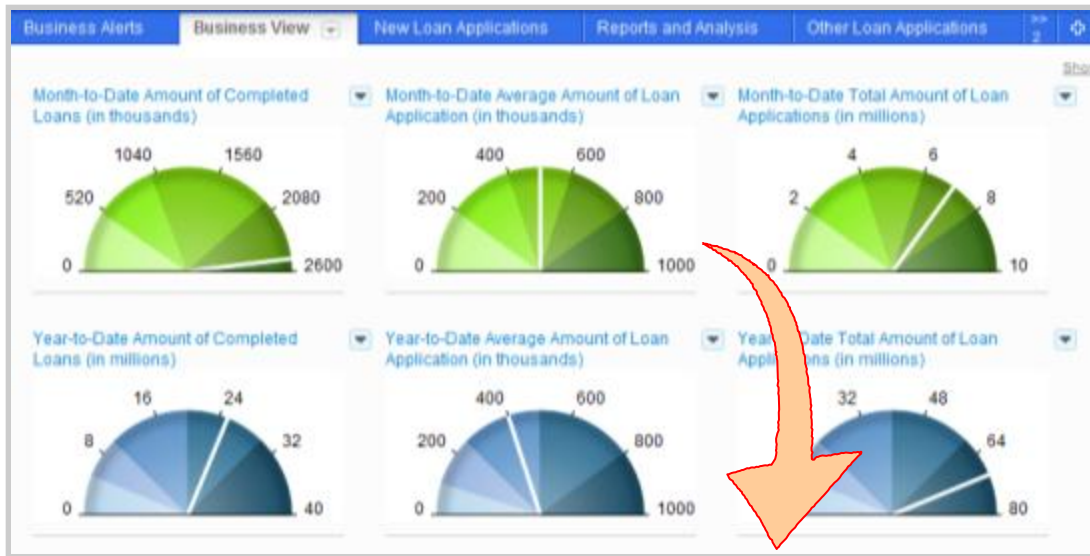 Business Alerts Business View New Loan Applications Reports and Analysis Other Loan Applications >> 2
Month-to-Date Amount of Completed
Loans (in thousands)
1040 1560
520 2080
0 2600
Month-to-Date Average Amount of Loan
Application (in thousands)
400 600
200 800
0 1000
Month-to-Date Total Amount of Loan
Applications (in millions)
4 6
2 8
0 10
Year-to-Date Amount of Completed
Loans (in millions)
16 24
8 32
0 40
Year-to-Date Average Amount of Loan
Application (in thousands)
400 600
200 800
0 1000
Date Total Amount of Loan
(in millions)
32 48
64
80